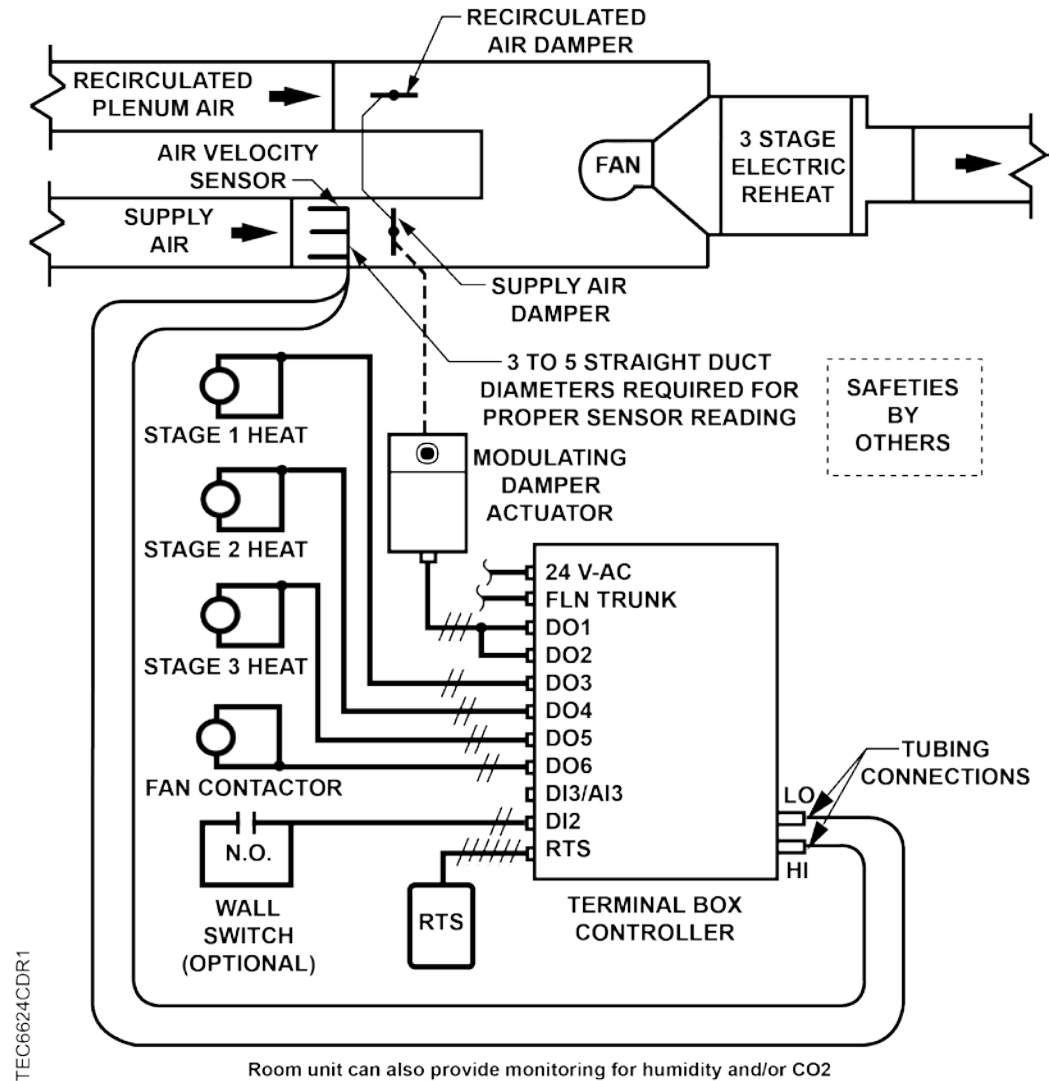 RECIRCULATED
AIR DAMPER
RECIRCULATED
PLENUM AIR
AIR VELOCITY
SENSOR
FAN
3 STAGE
ELECTRIC
REHEAT
SUPPLY
AIR
SUPPLY AIR
DAMPER
3 TO 5 STRAIGHT DUCT
DIAMETERS REQUIRED FOR
PROPER SENSOR READING
SAFETIES
BY
OTHERS
STAGE 1 HEAT
MODULATING
DAMPER
ACTUATOR
STAGE 2 HEAT
STAGE 3 HEAT
FAN CONTACTOR
24 V-AC
FLN TRUNK
DO1
DO2
DO3
DO4
DO5
DO6
DI3/AI3
DI2
RTS
TUBING
CONNECTIONS
LO
HI
N.O.
WALL
SWITCH
(OPTIONAL)
RTS
TERMINAL BOX
CONTROLLER
TEC6624CDR1
Room unit can also provide monitoring for humidity and/or CO2